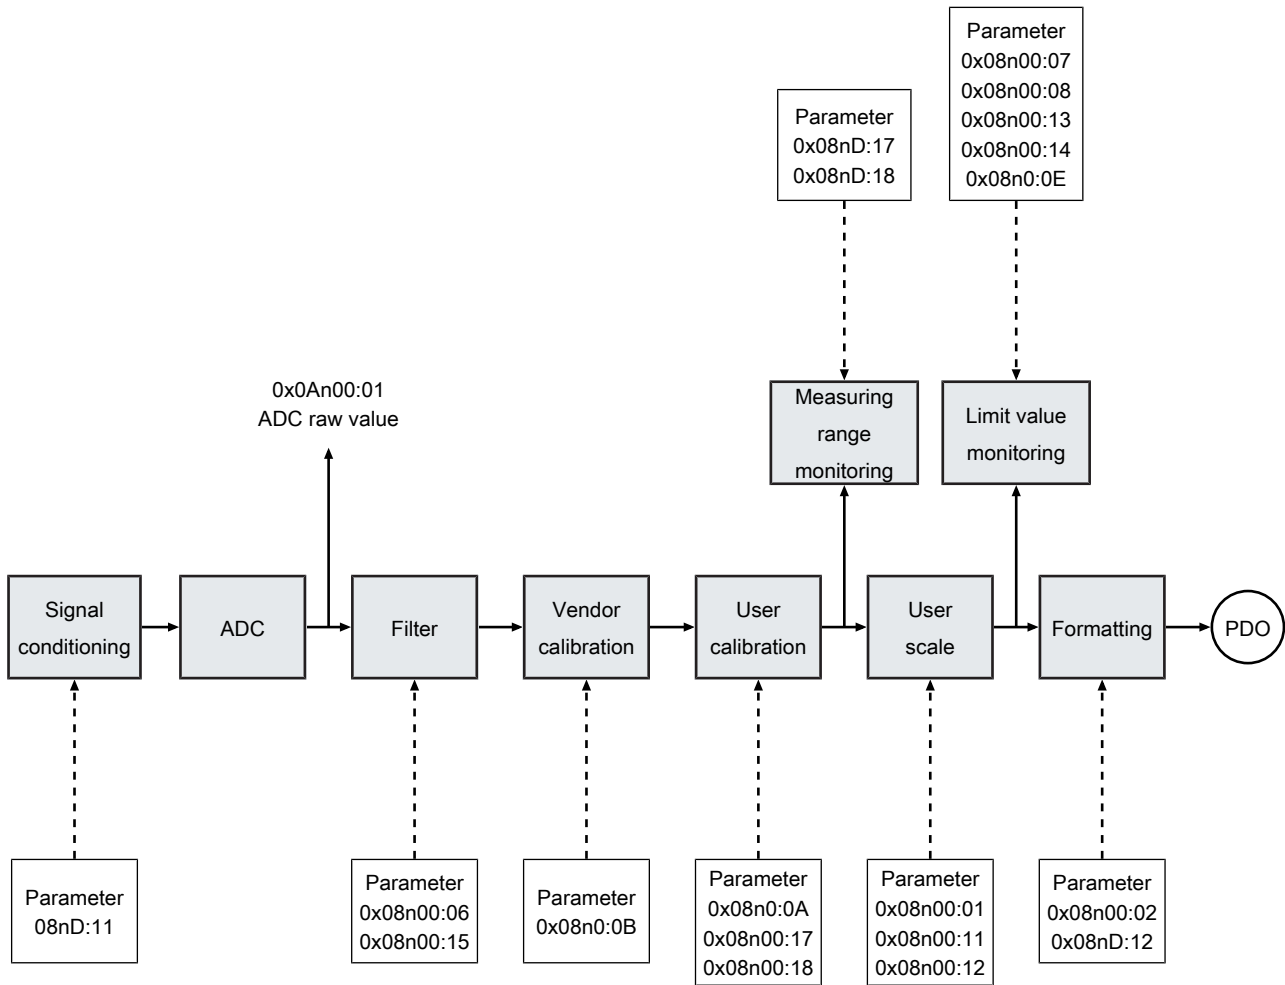 Parameter
0x08n00:07
0x08n00:08
0x08n00:13
0x08n00:14
0x08n0:0E
Parameter
0x08nD:17
0x08nD:18
0x0An00:01
ADC raw value
Measuring
range
monitoring
Limit value
monitoring
Signal
conditioning
ADC
Filter
Vendor
calibration
User
calibration
User
scale
Formatting
PDO
Parameter
08nD:11
Parameter
0x08n00:06
0x08n00:15
Parameter
0x08n0:0B
Parameter
0x08n0:0A
0x08n00:17
0x08n00:18
Parameter
0x08n00:01
0x08n00:11
0x08n00:12
Parameter
0x08n00:02
0x08nD:12